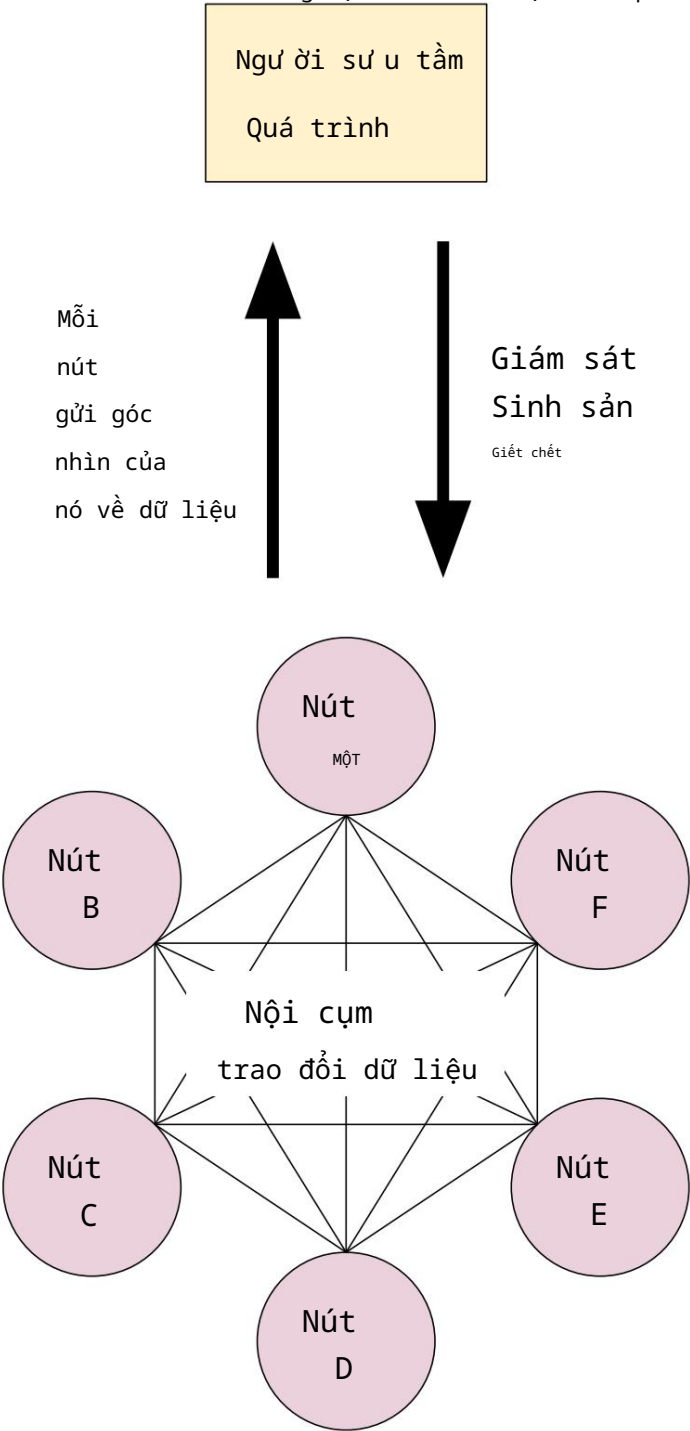 Người sưu tầm
Quá trình
Mỗi
nút
gửi góc
nhìn của
nó về dữ liệu
Giám sát
Sinh sản
Giết chết
Nút
MỘT
Nút
B
Nút
F
Nội cụm
trao đổi dữ liệu
Nút
C
Nút
E
Nút
D